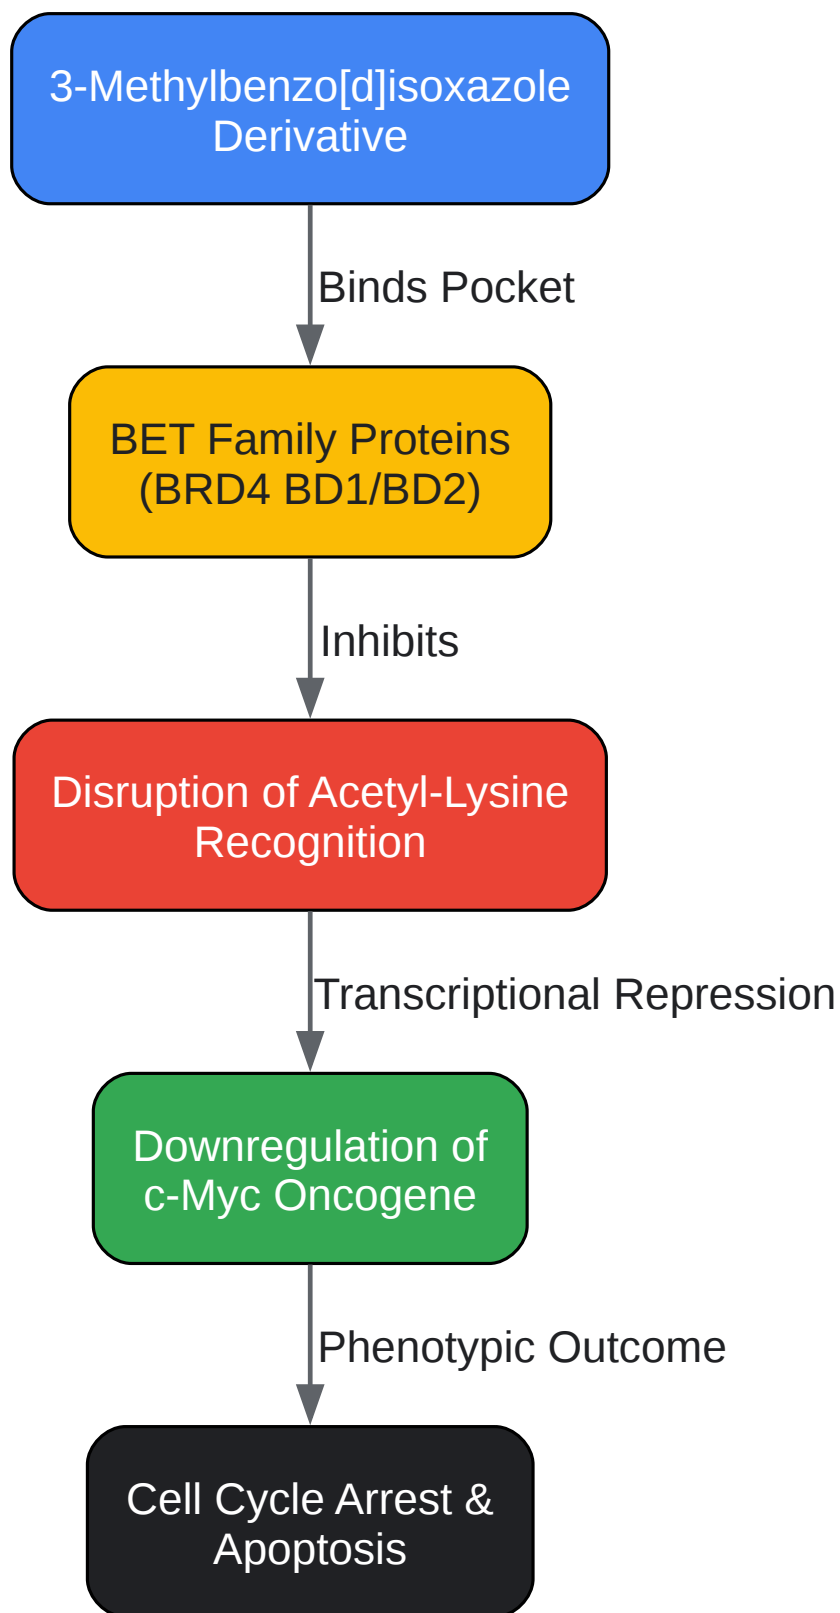 3-Methylbenzo[d]isoxazole
Derivative
Binds Pocket
BET Family Proteins
(BRD4 BD1/BD2)
Inhibits
Disruption of Acetyl-Lysine
Recognition
Transcriptional Repression
Downregulation of
c-Myc Oncogene
Phenotypic Outcome
Cell Cycle Arrest &
Apoptosis